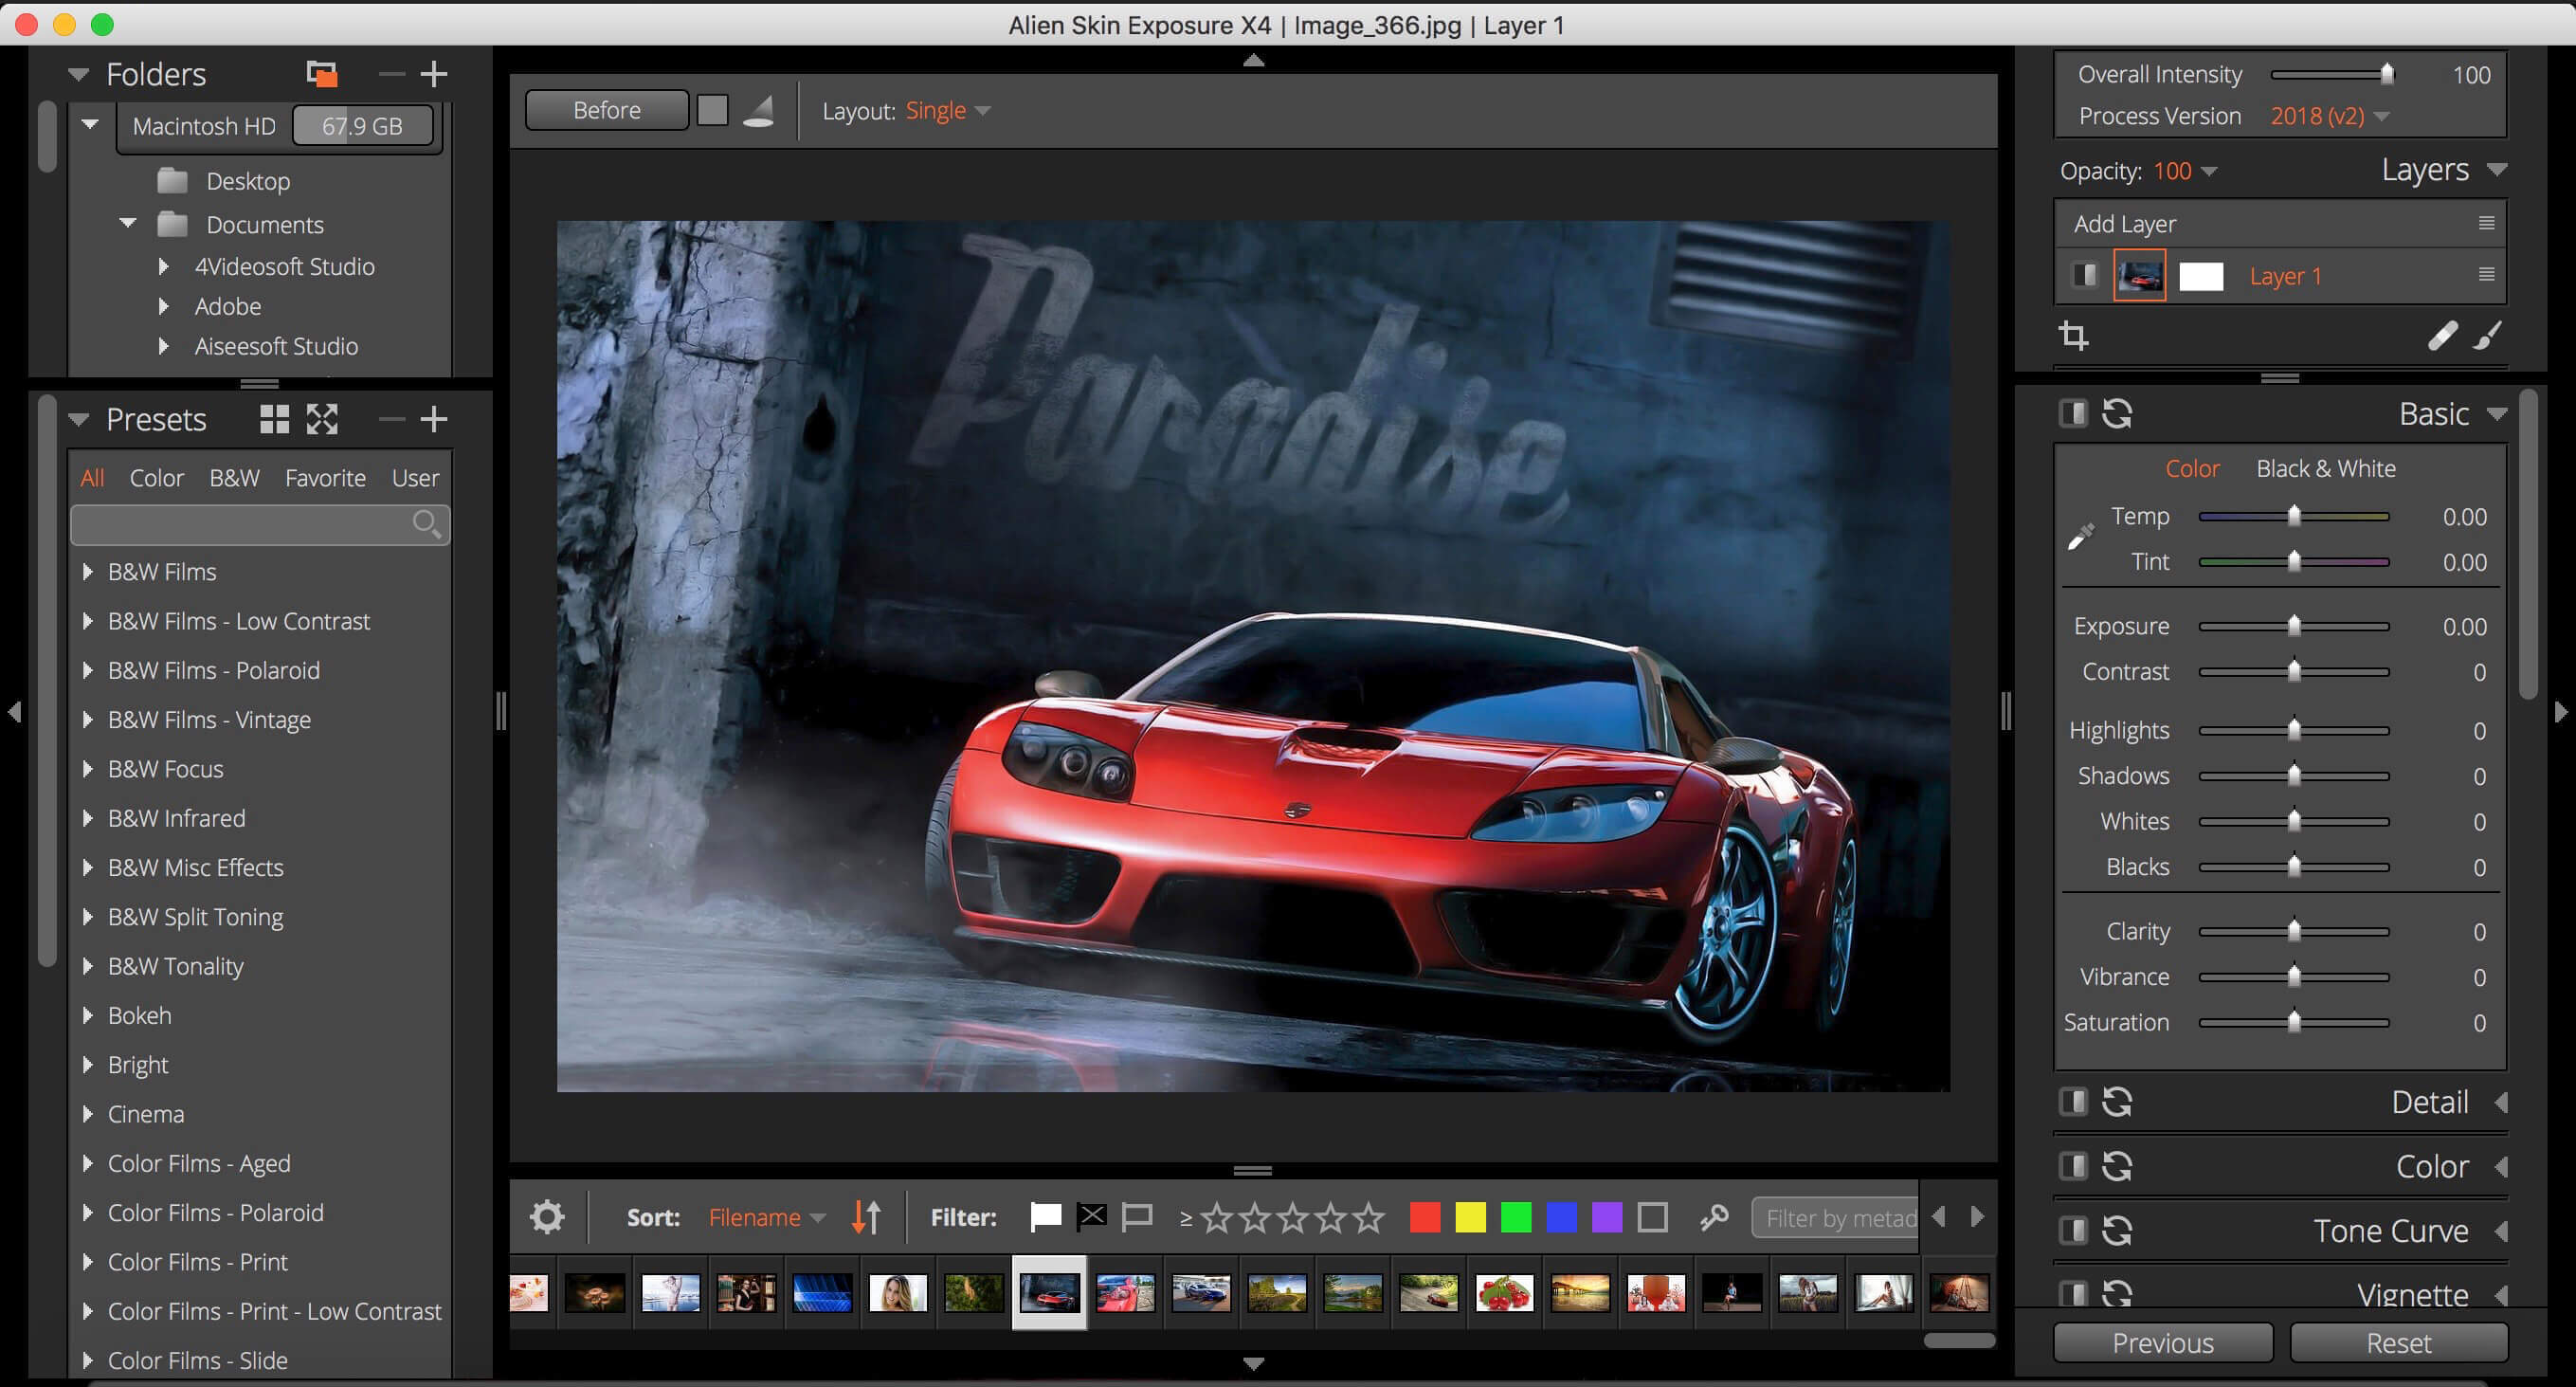 Alien Skin Exposure X4 | Image_366.jpg | Layer 1
Folders
Macintosh HD 67.9 GB
Desktop
Documents
4Videosoft Studio
Adobe
Aiseesoft Studio
Presets
All Color B&W Favorite User
B&W Films
B&W Films - Low Contrast
B&W Films - Polaroid
B&W Films - Vintage
B&W Focus
B&W Infrared
B&W Misc Effects
B&W Split Toning
B&W Tonality
Bokeh
Bright
Cinema
Color Films - Aged
Color Films - Polaroid
Color Films - Print
Color Films - Print - Low Contrast
Color Films - Slide
Before Layout: Single
Paradise
Sort: Filename Filter: ≥ Filter by metad
Overall Intensity 100
Process Version 2018 (v2)
Opacity: 100 Layers
Add Layer
Layer 1
Basic
Color Black & White
Temp 0.00
Tint 0.00
Exposure 0.00
Contrast 0
Highlights 0
Shadows 0
Whites 0
Blacks 0
Clarity 0
Vibrance 0
Saturation 0
Detail
Color
Tone Curve
Vignette
Previous Reset